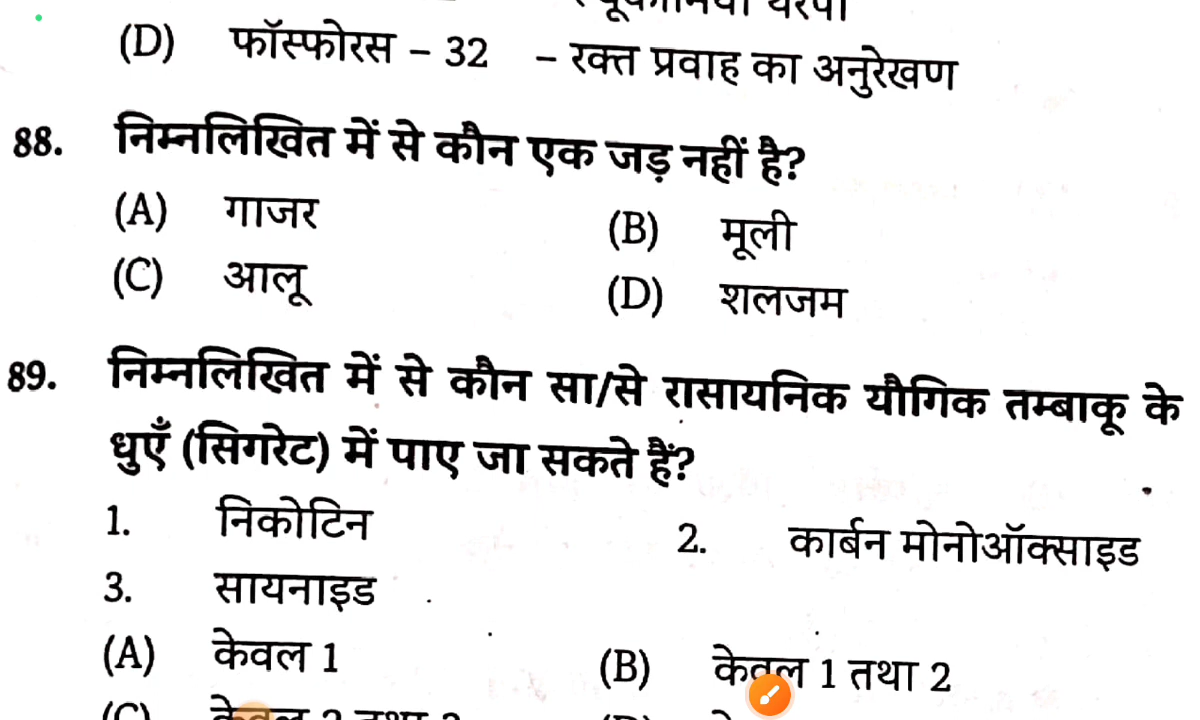 (D) फॉस्फोरस – 32 – रक्त प्रवाह का अनुरेखण
88. निम्नलिखित में से कौन एक जड़ नहीं है?
(A) गाजर (B) मूली
(C) आलू (D) शलजम
89. निम्नलिखित में से कौन सा/से रासायनिक यौगिक तम्बाकू के
धुएँ (सिगरेट) में पाए जा सकते हैं?
1. निकोटिन 2. कार्बन मोनोऑक्साइड
3. सायनाइड
(A) केवल 1 (B) केवल 1 तथा 2